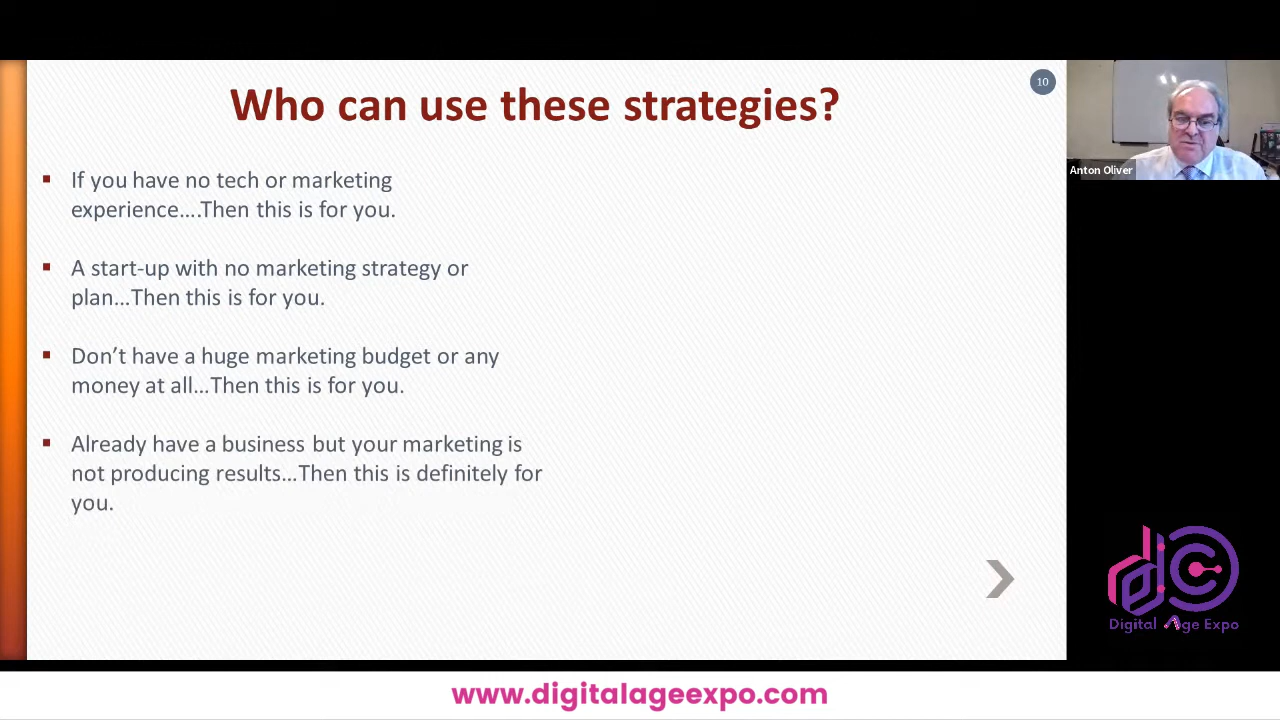 Who can use these strategies?
10
If you have no tech or marketing
experience....Then this is for you.
A start-up with no marketing strategy or
plan...Then this is for you.
Don’t have a huge marketing budget or any
money at all...Then this is for you.
Already have a business but your marketing is
not producing results...Then this is definitely for
you.
Anton Oliver
Digital Age Expo
www.digitalageexpo.com